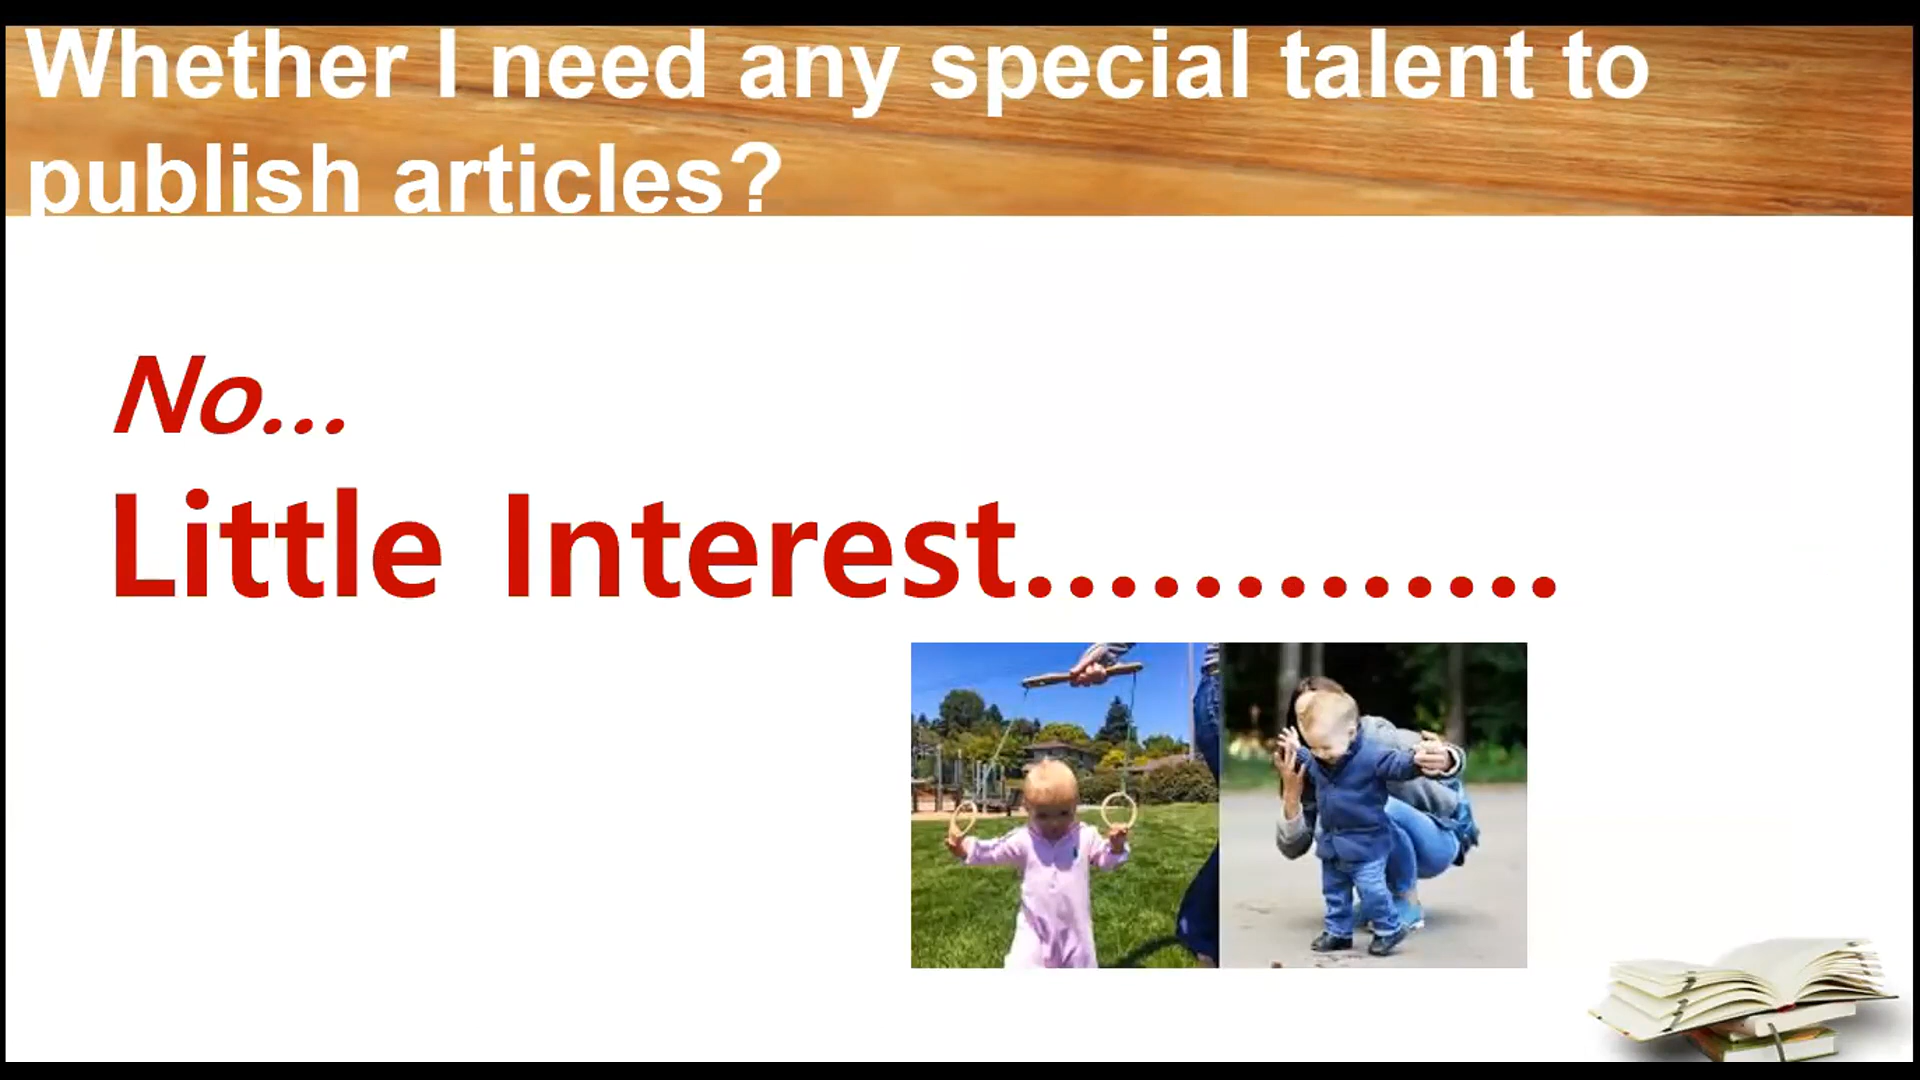 Whether I need any special talent to
publish articles?
No...
Little Interest.............